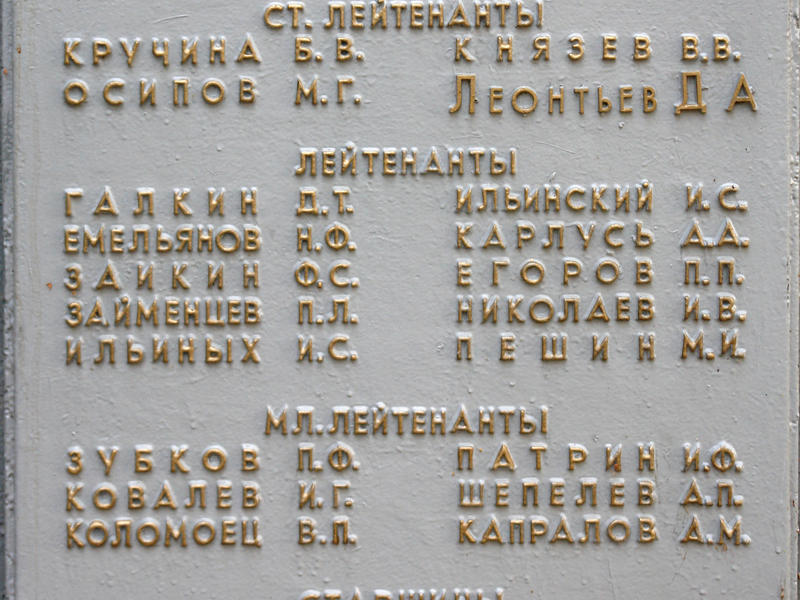 СТ. ЛЕЙТЕНАНТЫ
КРУЧИНА Б.В. КНЯЗЕВ В.В.
ОСИПОВ М.Г. ЛЕОНТЬЕВ Д А
ЛЕЙТЕНАНТЫ
ГАЛКИН Д.Т. ИЛЬИНСКИЙ И.С.
ЕМЕЛЬЯНОВ Н.Ф. КАРЛУСЬ А.А.
ЗАИКИН Ф.С. ЕГОРОВ П.П.
ЗАЙМЕНЦЕВ П.Л. НИКОЛАЕВ И.В.
ИЛЬИНЫХ И.С. ПЕШИН М.И.
МЛ.ЛЕЙТЕНАНТЫ
ЗУБКОВ П.Ф. ПАТРИН И.Ф.
КОВАЛЕВ И.Г. ШЕПЕЛЕВ А.П.
КОЛОМОЕЦ В.П. КАПРАЛОВ А.М.
СТАРШИНЫ